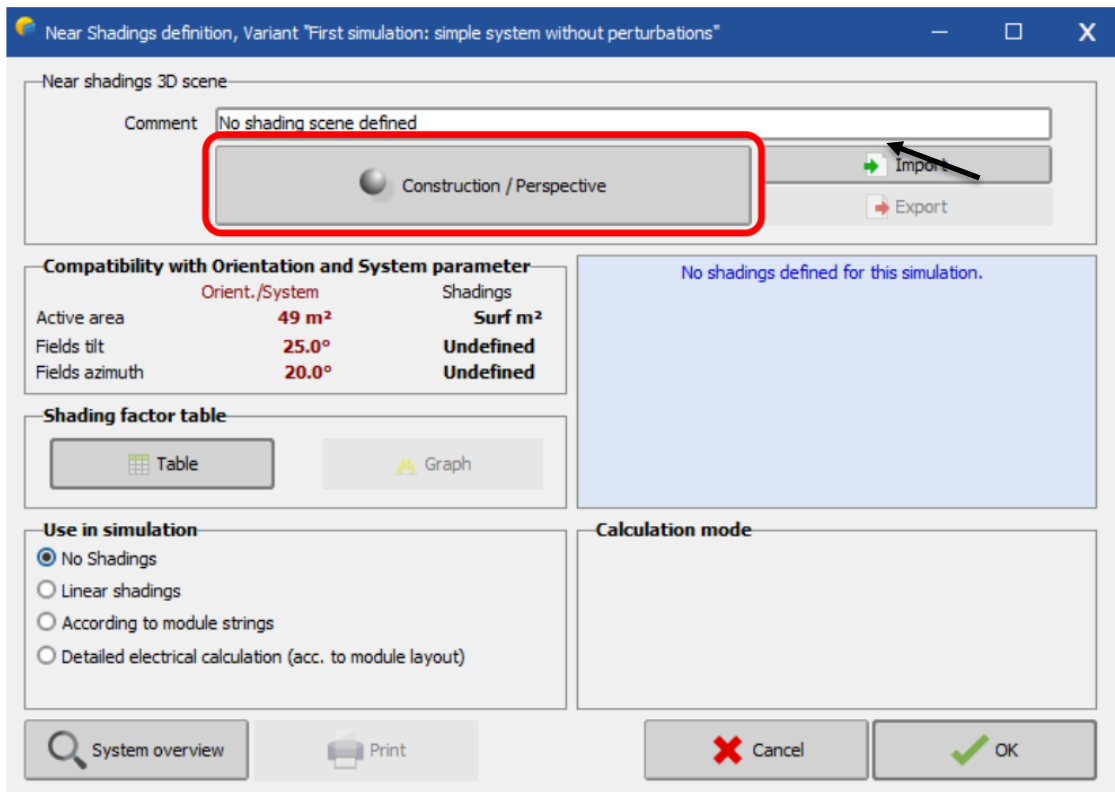 Near Shadings definition, Variant "First simulation: simple system without perturbations"
Near shadings 3D scene
Comment No shading scene defined
Construction / Perspective
Import
Export
Compatibility with Orientation and System parameter
Orient./System Shadings
Active area 49 m² Surf m²
Fields tilt 25.0° Undefined
Fields azimuth 20.0° Undefined
No shadings defined for this simulation.
Shading factor table
Table Graph
Use in simulation
No Shadings
Linear shadings
According to module strings
Detailed electrical calculation (acc. to module layout)
Calculation mode
System overview Print Cancel OK